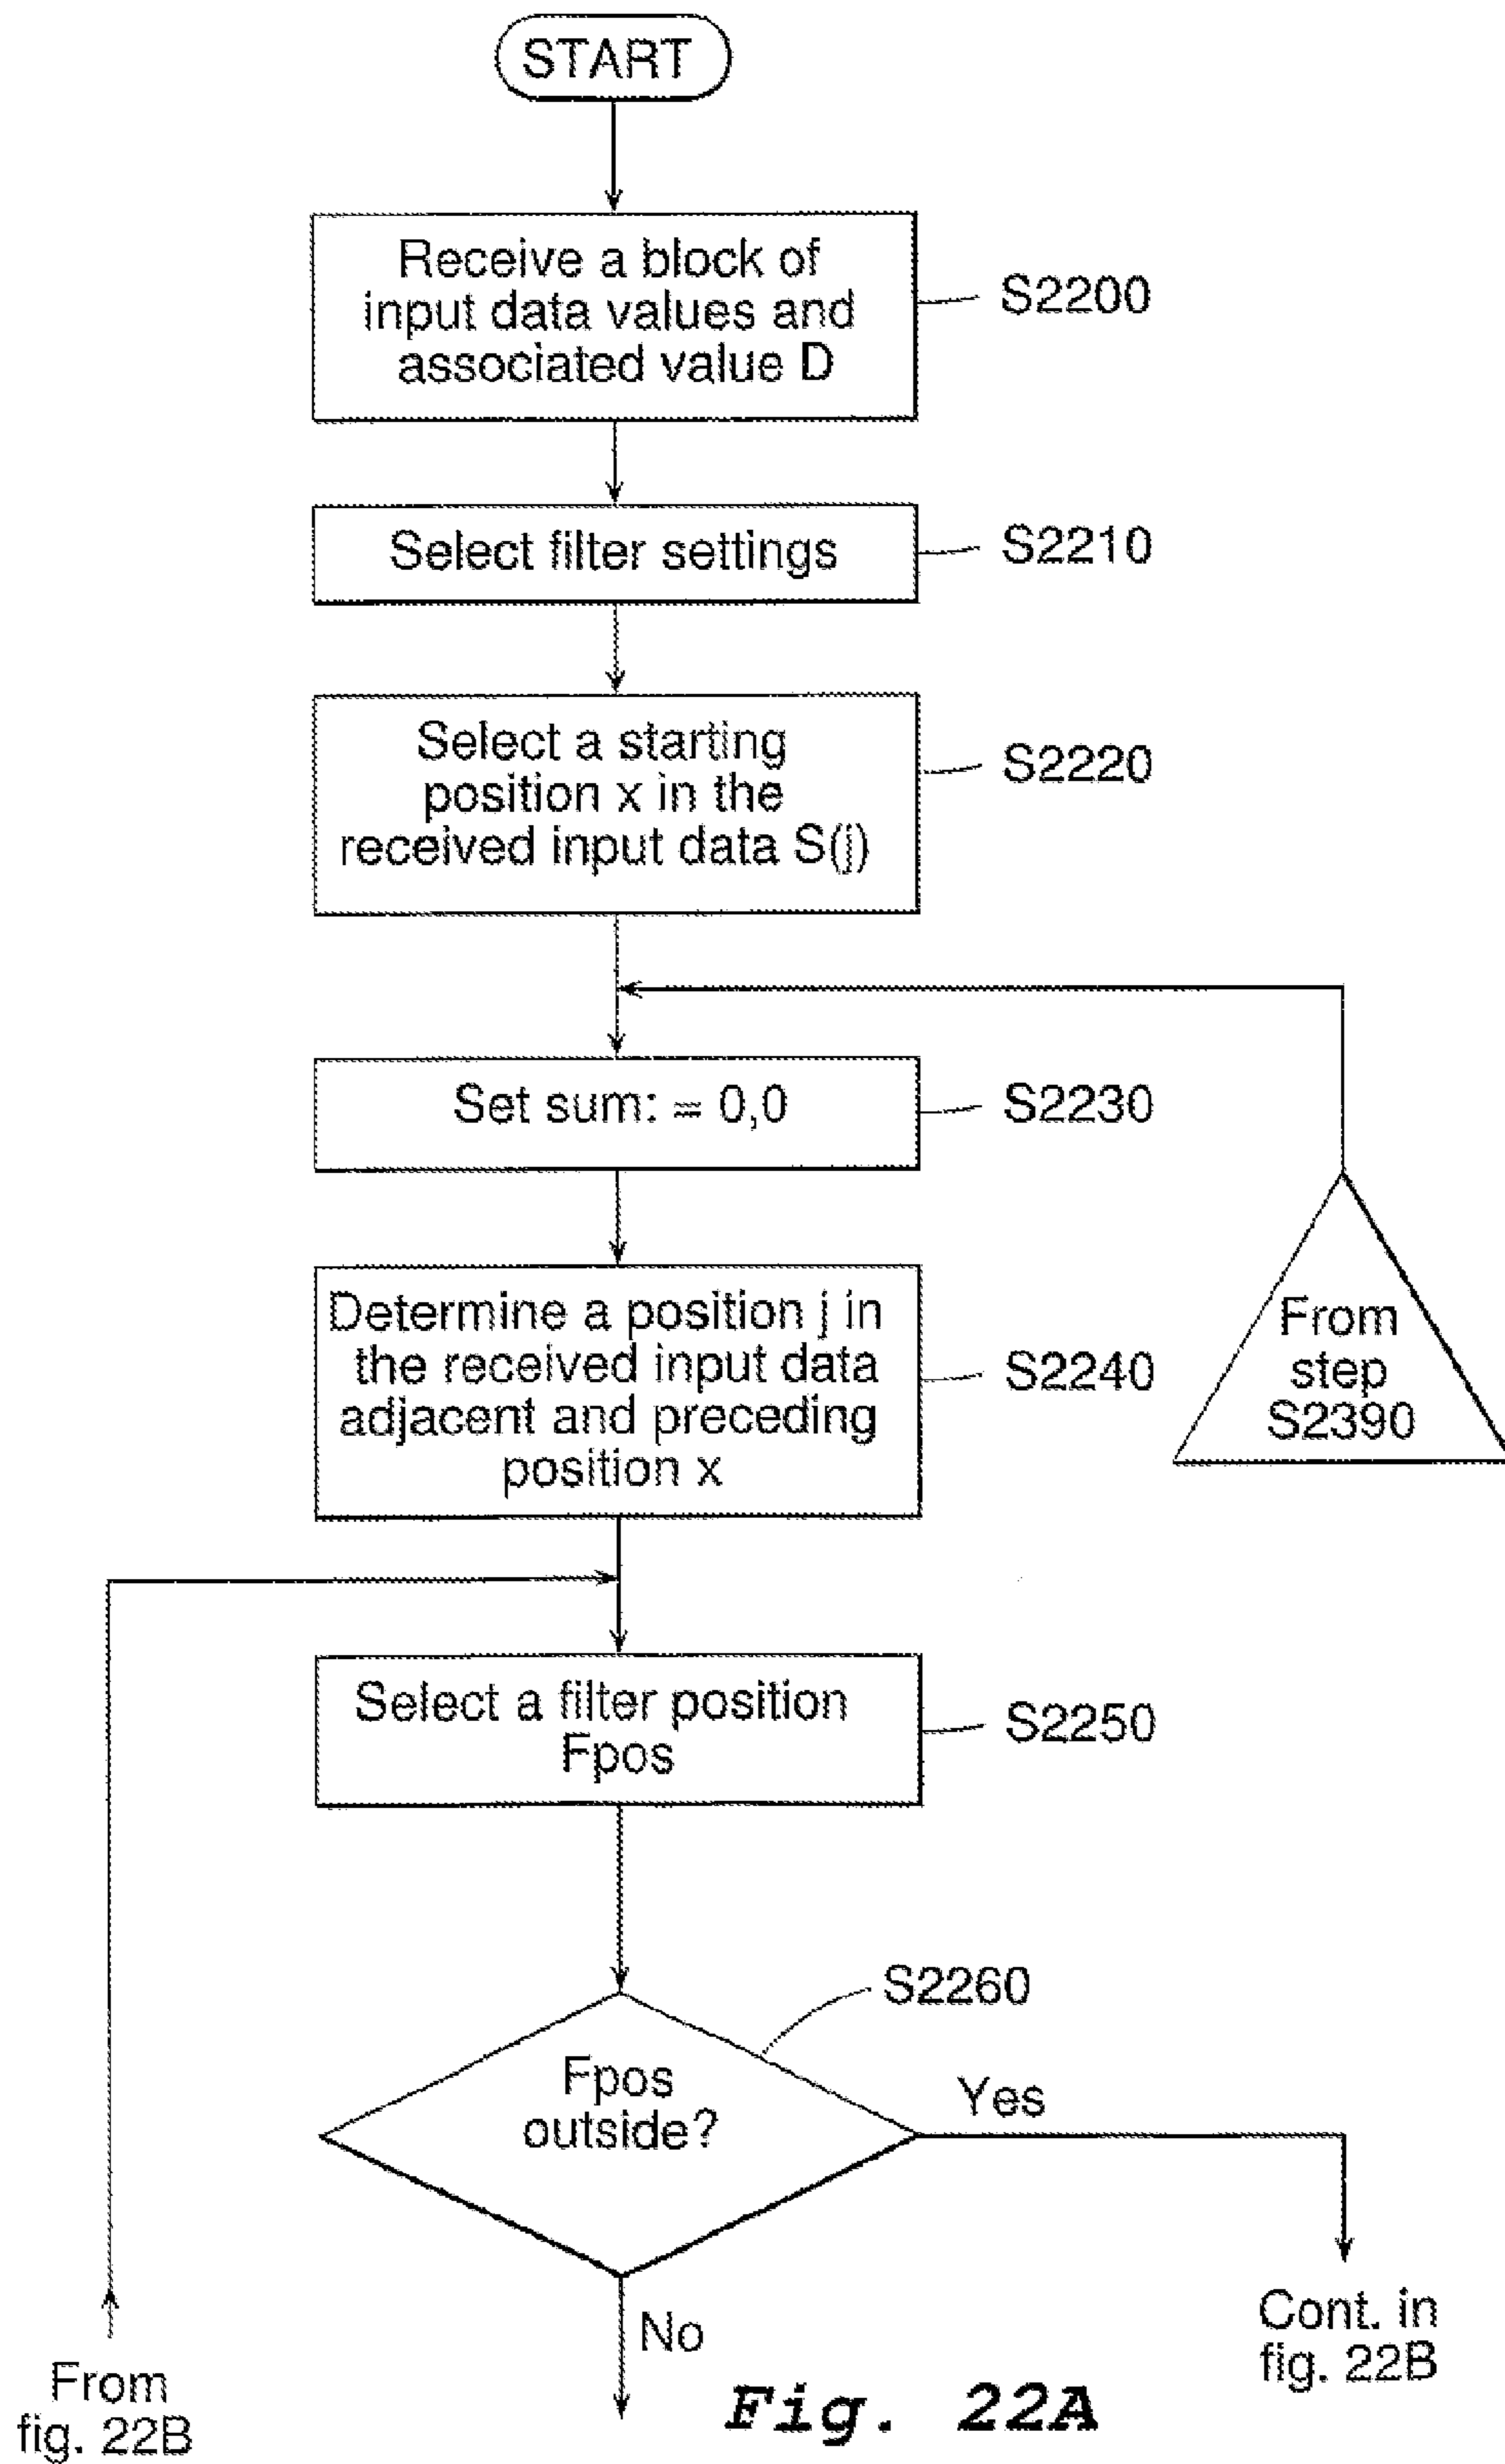 START
Receive a block of
input data values and
associated value D
S2200
Select filter settings
S2210
Select a starting
position x in the
received input data S(j)
S2220
Set sum: = 0,0
S2230
Determine a position j in
the received input data
adjacent and preceding
position x
S2240
From
step
S2390
Select a filter position
Fpos
S2250
S2260
Fpos
outside?
Yes
No
Cont. in
fig. 22B
From
fig. 22B
Fig. 22A